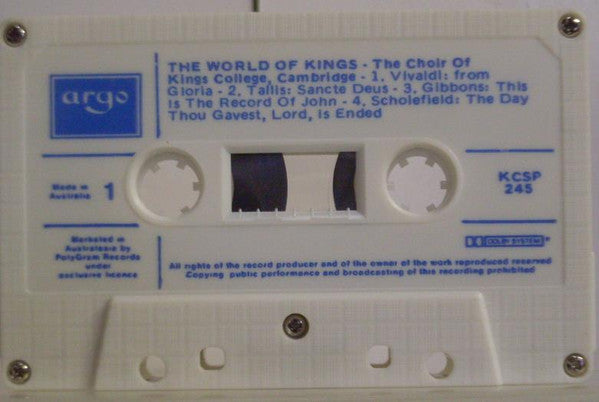 argo
THE WORLD OF KINGS - The Choir Of
Kings College, Cambridge - 1. Vivaldi: from
Gloria - 2. Tallis: Sancte Deus - 3. Gibbons: This
is The Record Of John - 4. Scholefield: The Day
Thou Gavest, Lord, is Ended
Made in
Australia
1
KCSP
245
Marketed in
Australasia by
PolyGram Records
under
exclusive licence
DOLBY SYSTEM
All rights of the record producer and of the owner of the work reproduced reserved
Copying public performance and broadcasting of this recording prohibited